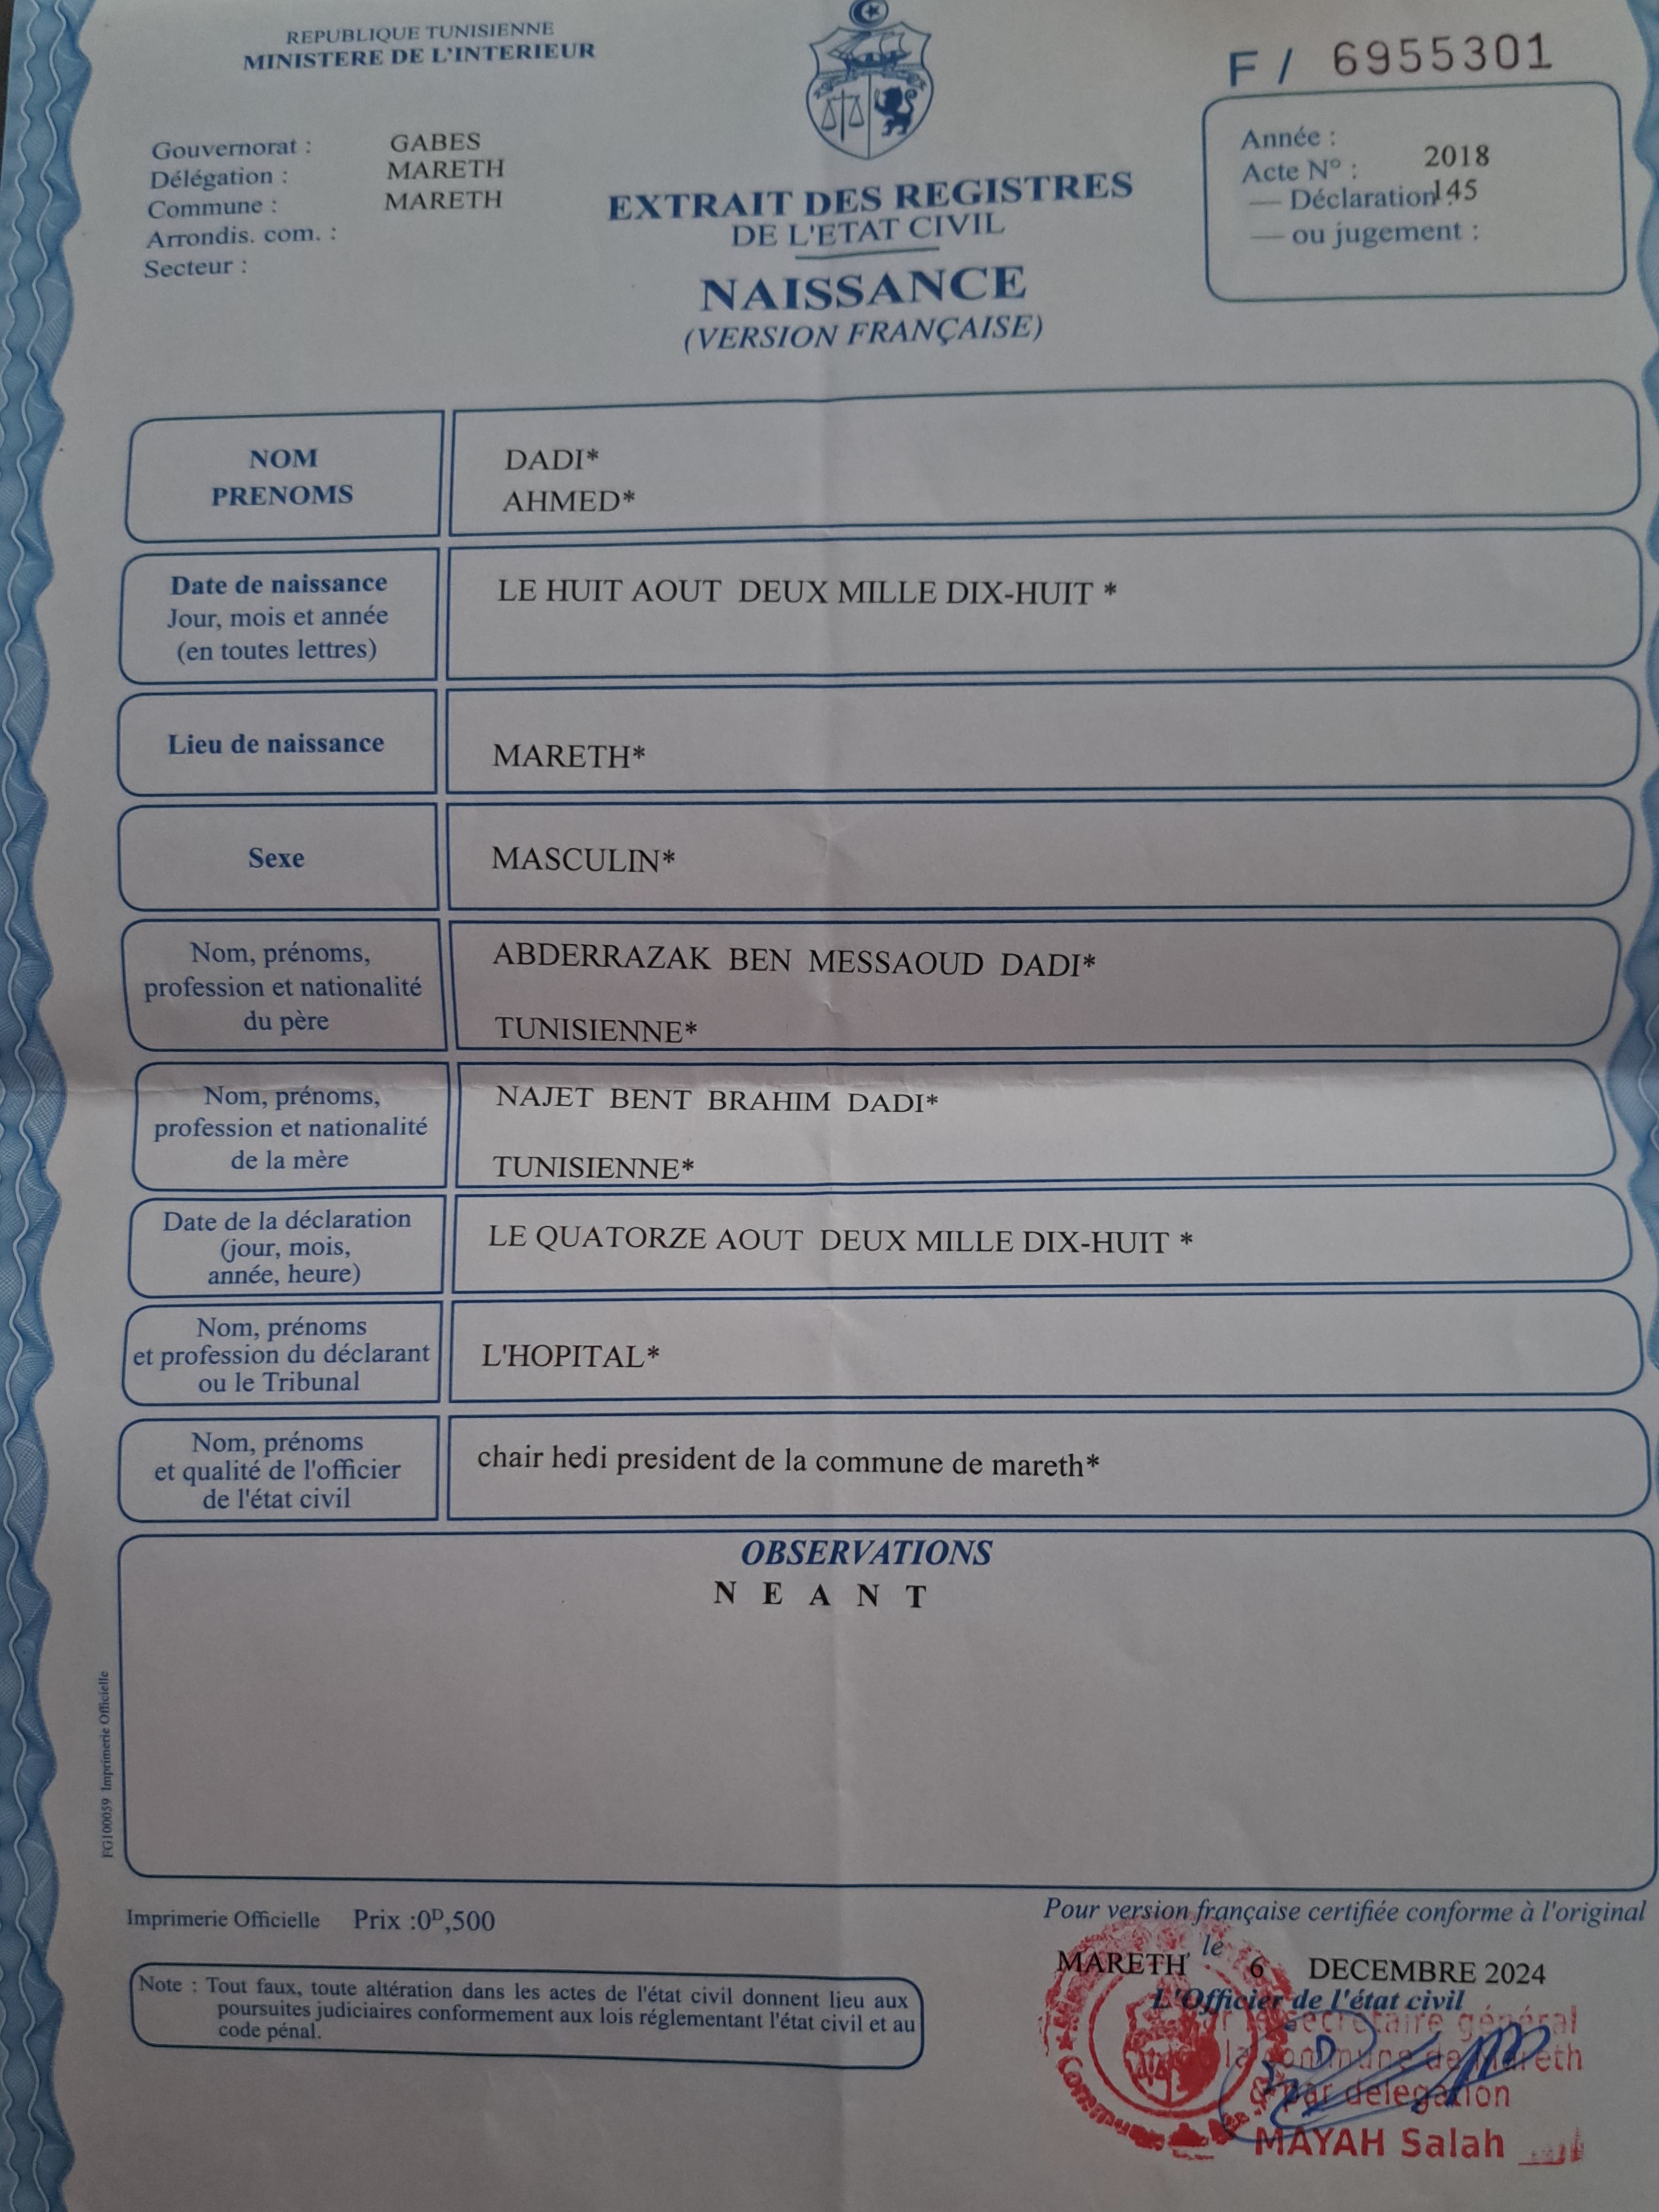 REPUBLIQUE TUNISIENNE
MINISTERE DE L'INTERIEUR
F / 6955301
Gouvernorat : GABES
Délégation : MARETH
Commune : MARETH
Arrondis. com. :
Secteur :
EXTRAIT DES REGISTRES
DE L'ETAT CIVIL
NAISSANCE
(VERSION FRANÇAISE)
Année : 2018
Acte N° :
— Déclaration : 145
— ou jugement :
NOM DADI*
PRENOMS AHMED*
Date de naissance
Jour, mois et année
(en toutes lettres)
LE HUIT AOUT DEUX MILLE DIX-HUIT *
Lieu de naissance
MARETH*
Sexe
MASCULIN*
Nom, prénoms,
profession et nationalité
du père
ABDERRAZAK BEN MESSAOUD DADI*
TUNISIENNE*
Nom, prénoms,
profession et nationalité
de la mère
NAJET BENT BRAHIM DADI*
TUNISIENNE*
Date de la déclaration
(jour, mois,
année, heure)
LE QUATORZE AOUT DEUX MILLE DIX-HUIT *
Nom, prénoms
et profession du déclarant
ou le Tribunal
L'HOPITAL*
Nom, prénoms
et qualité de l'officier
de l'état civil
chair hedi president de la commune de mareth*
OBSERVATIONS
N E A N T
FG100059 Imprimerie Officielle
Imprimerie Officielle Prix :0D,500
Note : Tout faux, toute altération dans les actes de l'état civil donnent lieu aux
poursuites judiciaires conformement aux lois réglementant l'état civil et au
code pénal.
Pour version française certifiée conforme à l'original
le
MARETH 6 DECEMBRE 2024
L'Officier de l'état civil
secrétaire général
la commune de Mareth
& par delegation
MAYAH Salah
Commune